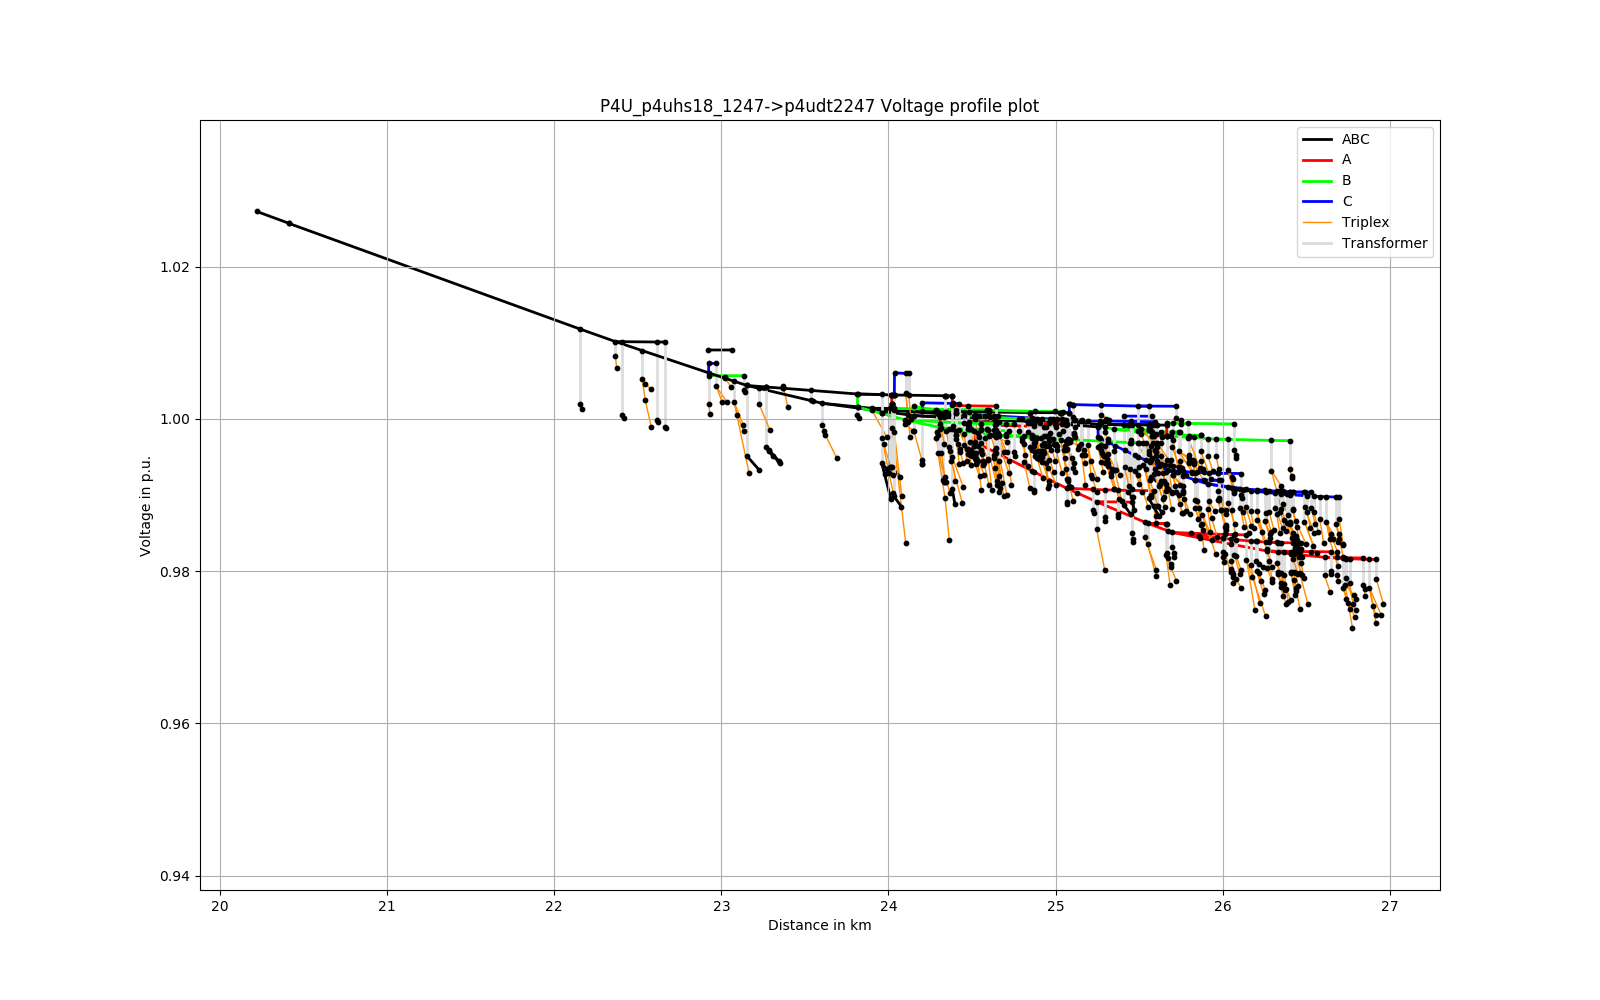 P4U_p4uhs18_1247->p4udt2247 Voltage profile plot
ABC
A
B
C
Triplex
Transformer
Voltage in p.u.
1.02
1.00
0.98
0.96
0.94
20 21 22 23 24 25 26 27
Distance in km